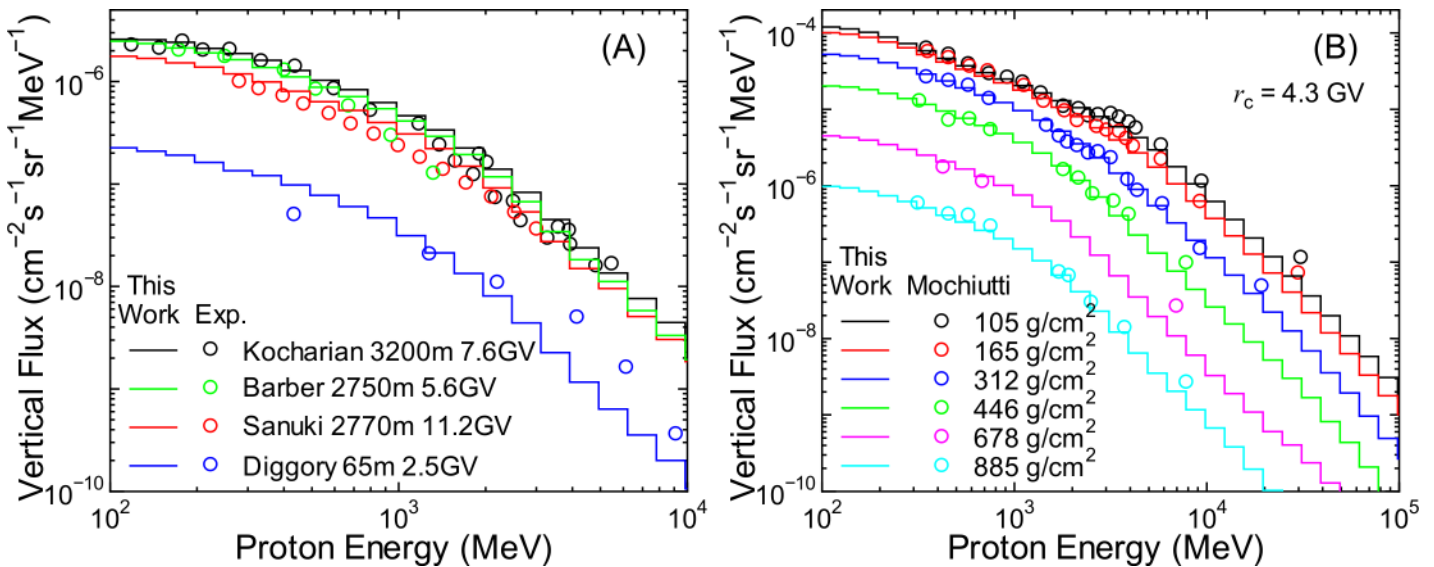 (A)
Vertical Flux (cm⁻²s⁻¹sr⁻¹MeV⁻¹)
10⁻⁶
10⁻⁸
10⁻¹⁰
This
Work Exp.
Kocharian 3200m 7.6GV
Barber 2750m 5.6GV
Sanuki 2770m 11.2GV
Diggory 65m 2.5GV
10² 10³ 10⁴
Proton Energy (MeV)
(B)
r_c = 4.3 GV
Vertical Flux (cm⁻²s⁻¹sr⁻¹MeV⁻¹)
10⁻⁴
10⁻⁶
10⁻⁸
10⁻¹⁰
This
Work Mochiutti
105 g/cm²
165 g/cm²
312 g/cm²
446 g/cm²
678 g/cm²
885 g/cm²
10² 10³ 10⁴ 10⁵
Proton Energy (MeV)